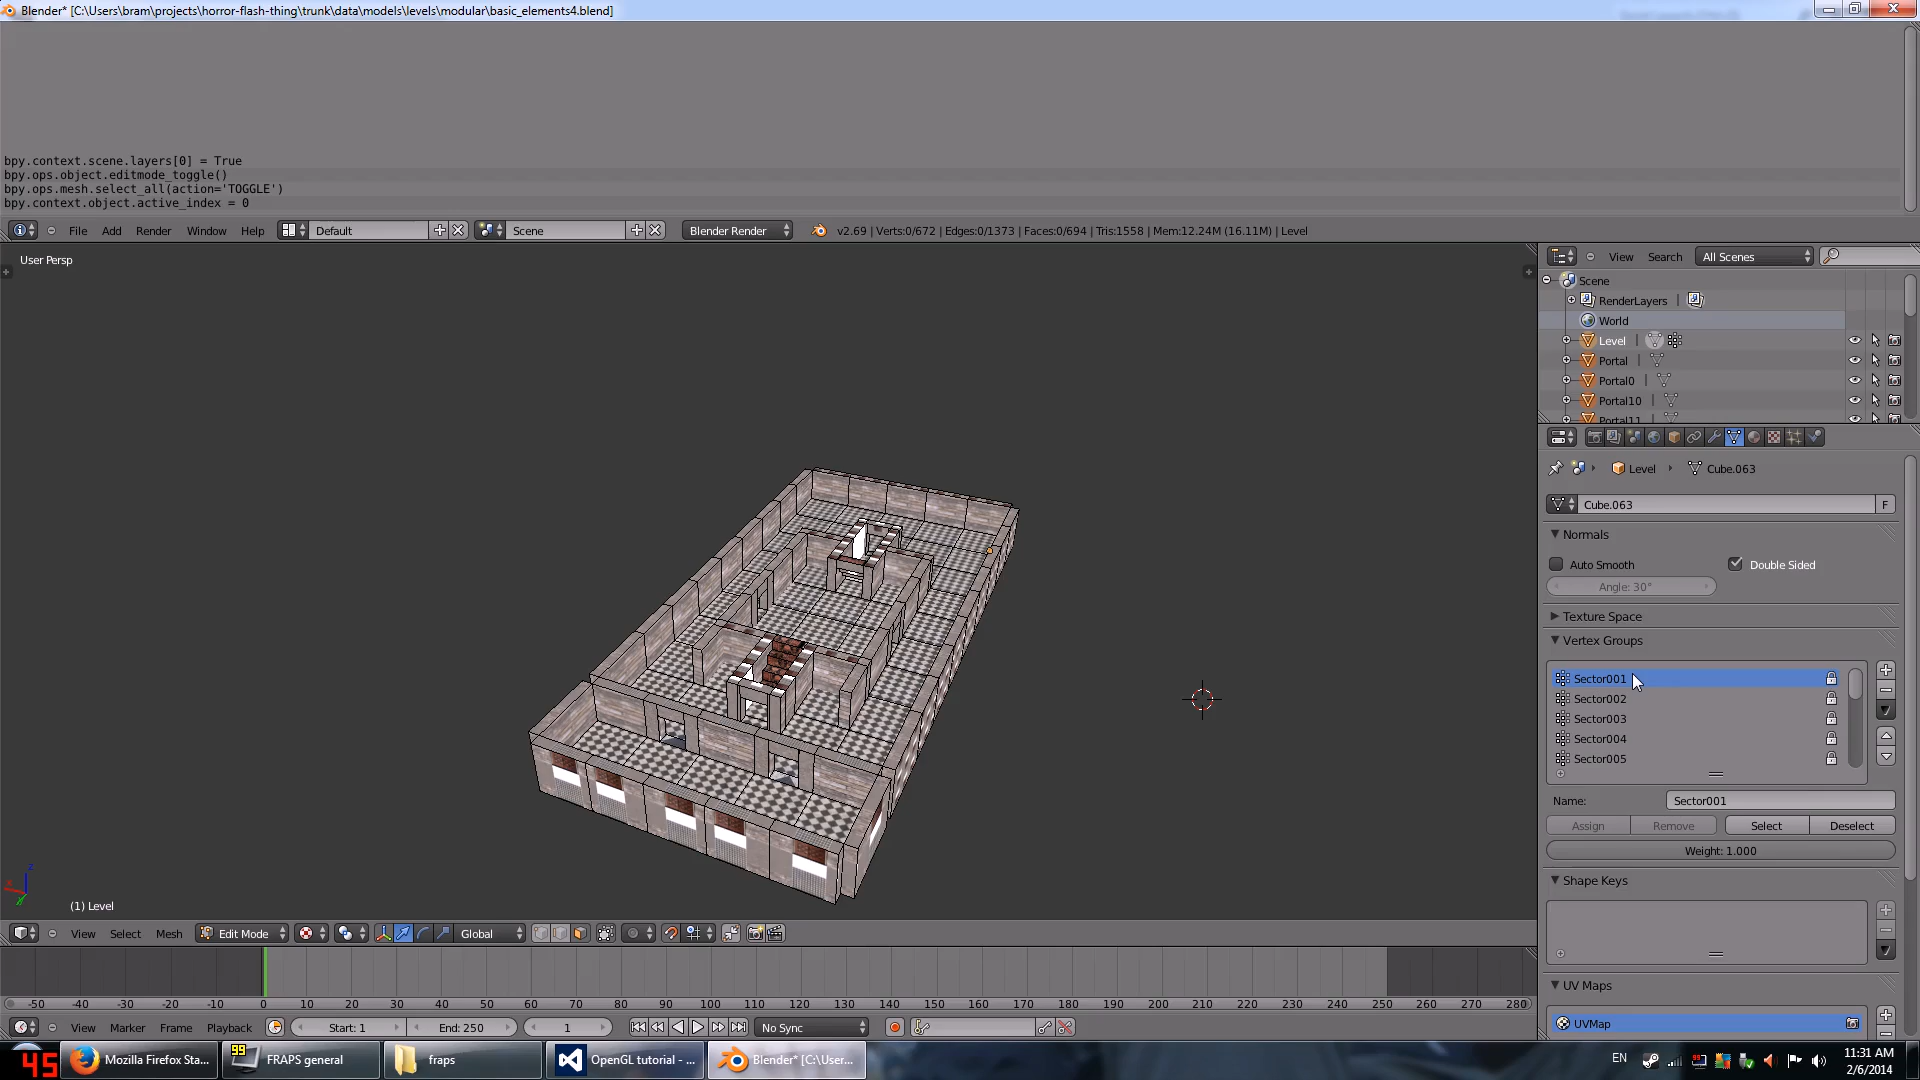 Blender* [C:\Users\bram\projects\horror-flash-thing\trunk\data\models\levels\modular\basic_elements4.blend]
bpy.context.scene.layers[0] = True
bpy.ops.object.editmode_toggle()
bpy.ops.mesh.select_all(action='TOGGLE')
bpy.context.object.active_index = 0
File Add Render Window Help Default Scene Blender Render v2.69 | Verts:0/672 | Edges:0/1373 | Faces:0/694 | Tris:1558 | Mem:12.24M (16.11M) | Level
User Persp
View Search All Scenes
Scene
RenderLayers |
World
Level |
Portal |
Portal0 |
Portal10 |
Portal11 |
Level Cube.063
Cube.063 F
Normals
Auto Smooth Double Sided
Angle: 30°
Texture Space
Vertex Groups
Sector001
Sector002
Sector003
Sector004
Sector005
Name: Sector001
Assign Remove Select Deselect
Weight: 1.000
Shape Keys
UV Maps
UVMap
z
x
y
(1) Level
View Select Mesh Edit Mode Global
-50 -40 -30 -20 -10 0 10 20 30 40 50 60 70 80 90 100 110 120 130 140 150 160 170 180 190 200 210 220 230 240 250 260 270 280
View Marker Frame Playback Start: 1 End: 250 1 No Sync
45 Mozilla Firefox Sta... 99 FRAPS general fraps OpenGL tutorial - ... Blender* [C:\User... EN 11:31 AM
2/6/2014